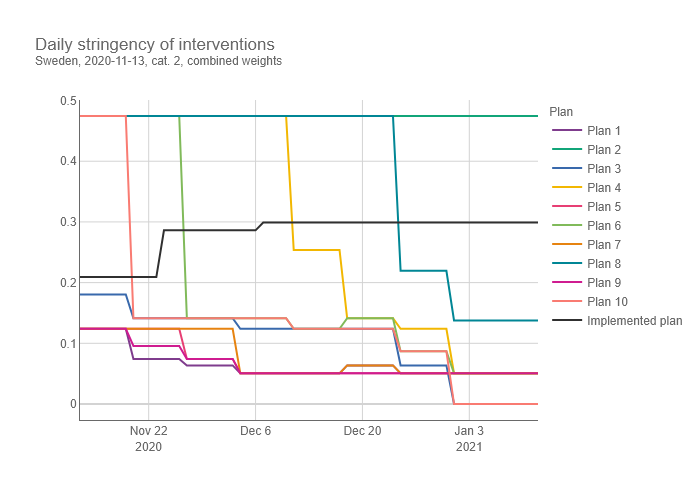 Daily stringency of interventions
Sweden, 2020-11-13, cat. 2, combined weights
0.5
0.4
0.3
0.2
0.1
0
Nov 22
2020
Dec 6
Dec 20
Jan 3
2021
Plan
Plan 1
Plan 2
Plan 3
Plan 4
Plan 5
Plan 6
Plan 7
Plan 8
Plan 9
Plan 10
Implemented plan